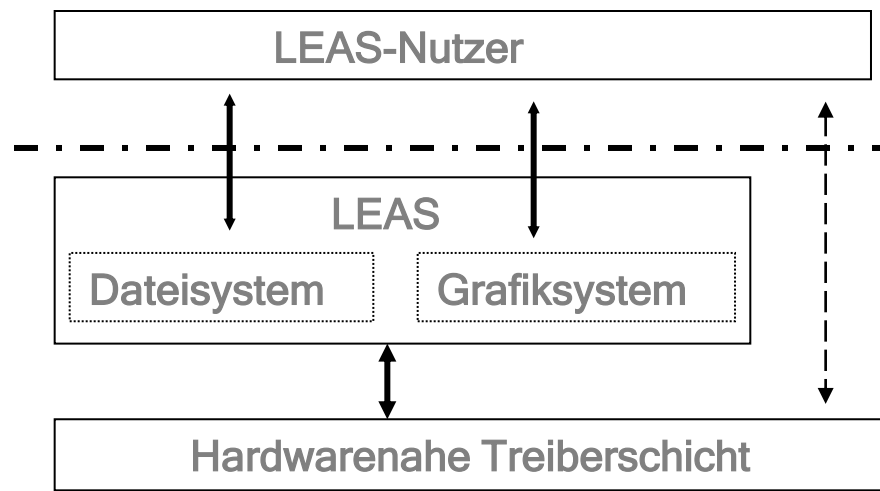 LEAS-Nutzer
LEAS
Dateisystem
Grafiksystem
Hardwarenahe Treiberschicht